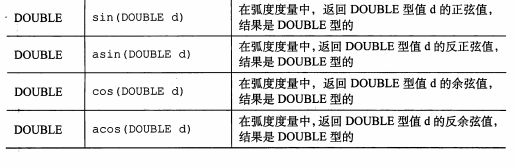 DOUBLE sin(DOUBLE d) 在弧度度量中，返回 DOUBLE 型值 d 的正弦值，
结果是 DOUBLE 型的
DOUBLE asin(DOUBLE d) 在弧度度量中，返回 DOUBLE 型值 d 的反正弦值，
结果是 DOUBLE 型的
DOUBLE cos(DOUBLE d) 在弧度度量中，返回 DOUBLE 型值 d 的余弦值，
结果是 DOUBLE 型的
DOUBLE acos(DOUBLE d) 在弧度度量中，返回 DOUBLE 型值 d 的反余弦值，
结果是 DOUBLE 型的